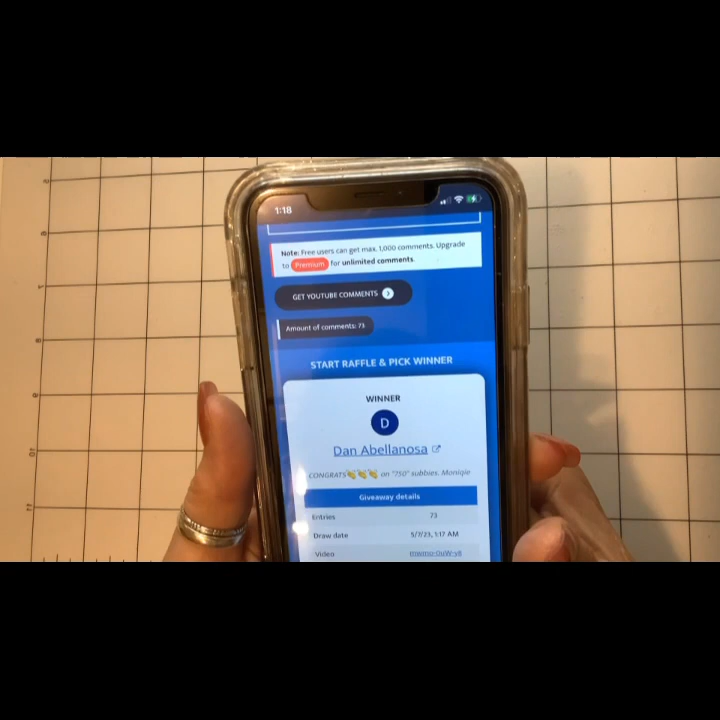 1:18
Note: Free users can get max. 1,000 comments. Upgrade
to Premium for unlimited comments.
GET YOUTUBE COMMENTS
Amount of comments: 73
START RAFFLE & PICK WINNER
WINNER
D
Dan Abellanosa
CONGRATS👏👏👏 on "750" subbies. Moniqie
Giveaway details
Entries 73
Draw date 5/7/23, 1:17 AM
Video